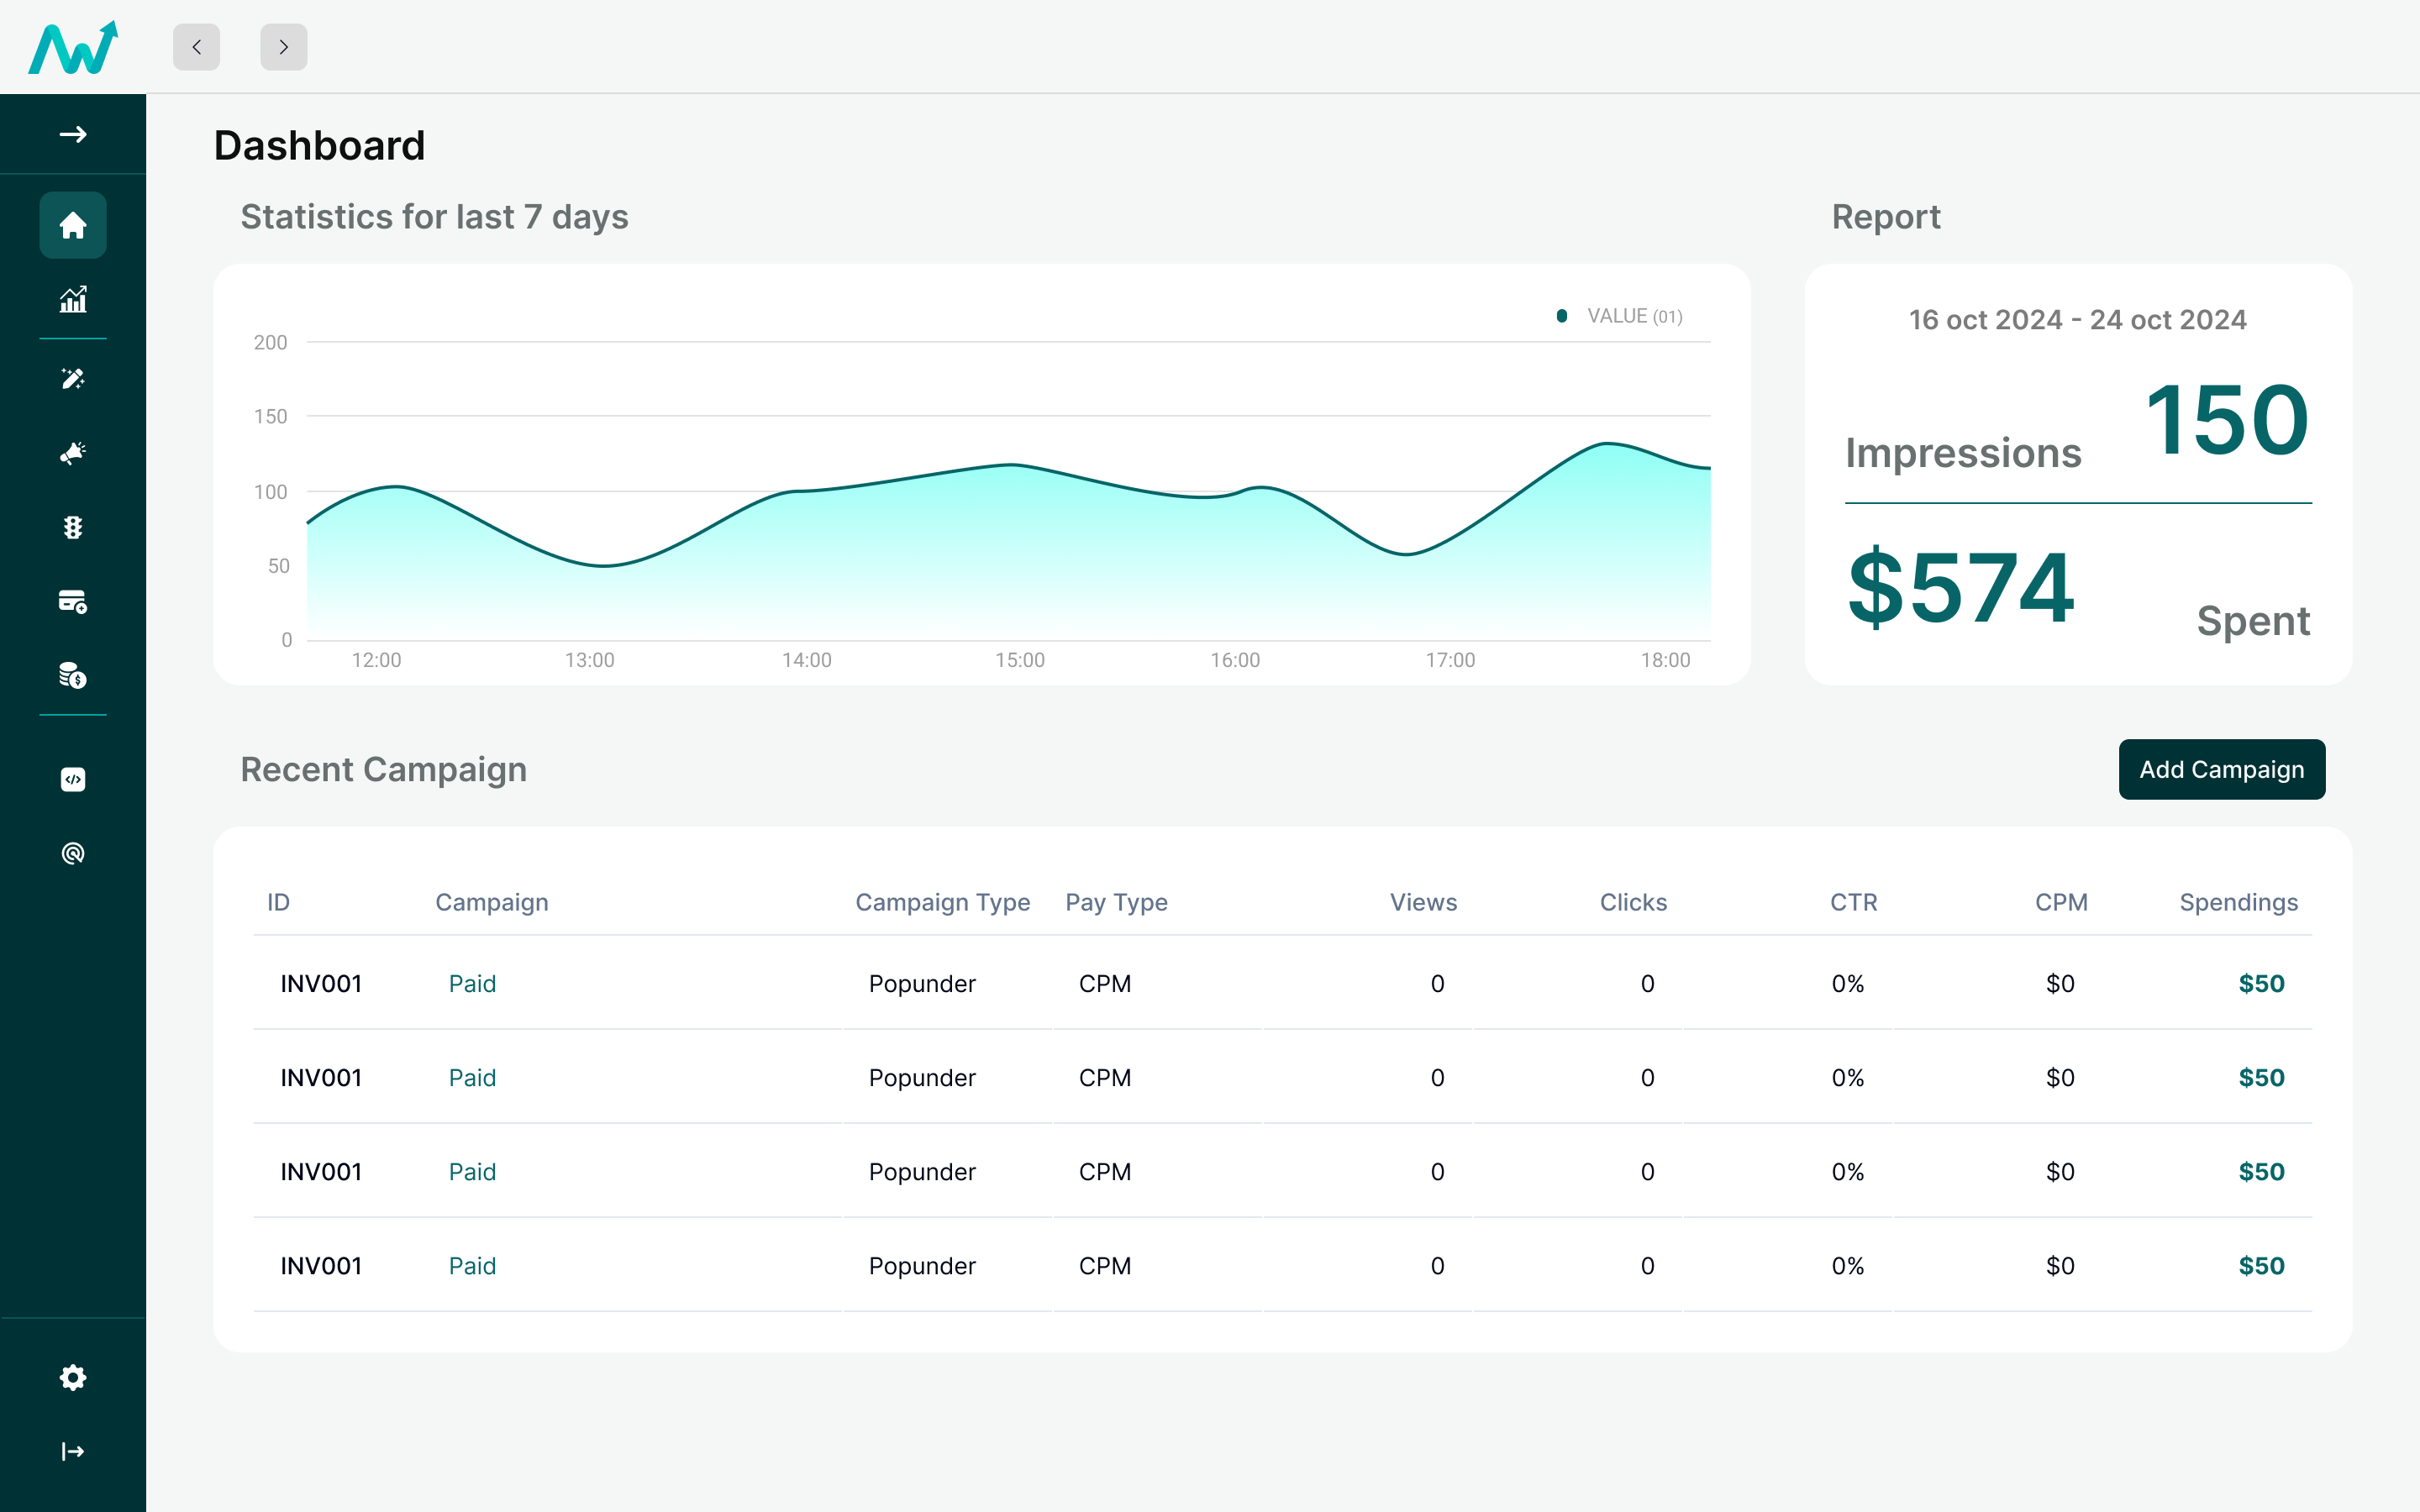 Dashboard
Statistics for last 7 days
VALUE (01)
200
150
100
50
0
12:00 13:00 14:00 15:00 16:00 17:00 18:00
Report
16 oct 2024 - 24 oct 2024
Impressions 150
$574 Spent
Recent Campaign
Add Campaign
ID Campaign Campaign Type Pay Type Views Clicks CTR CPM Spendings
INV001 Paid Popunder CPM 0 0 0% $0 $50
INV001 Paid Popunder CPM 0 0 0% $0 $50
INV001 Paid Popunder CPM 0 0 0% $0 $50
INV001 Paid Popunder CPM 0 0 0% $0 $50